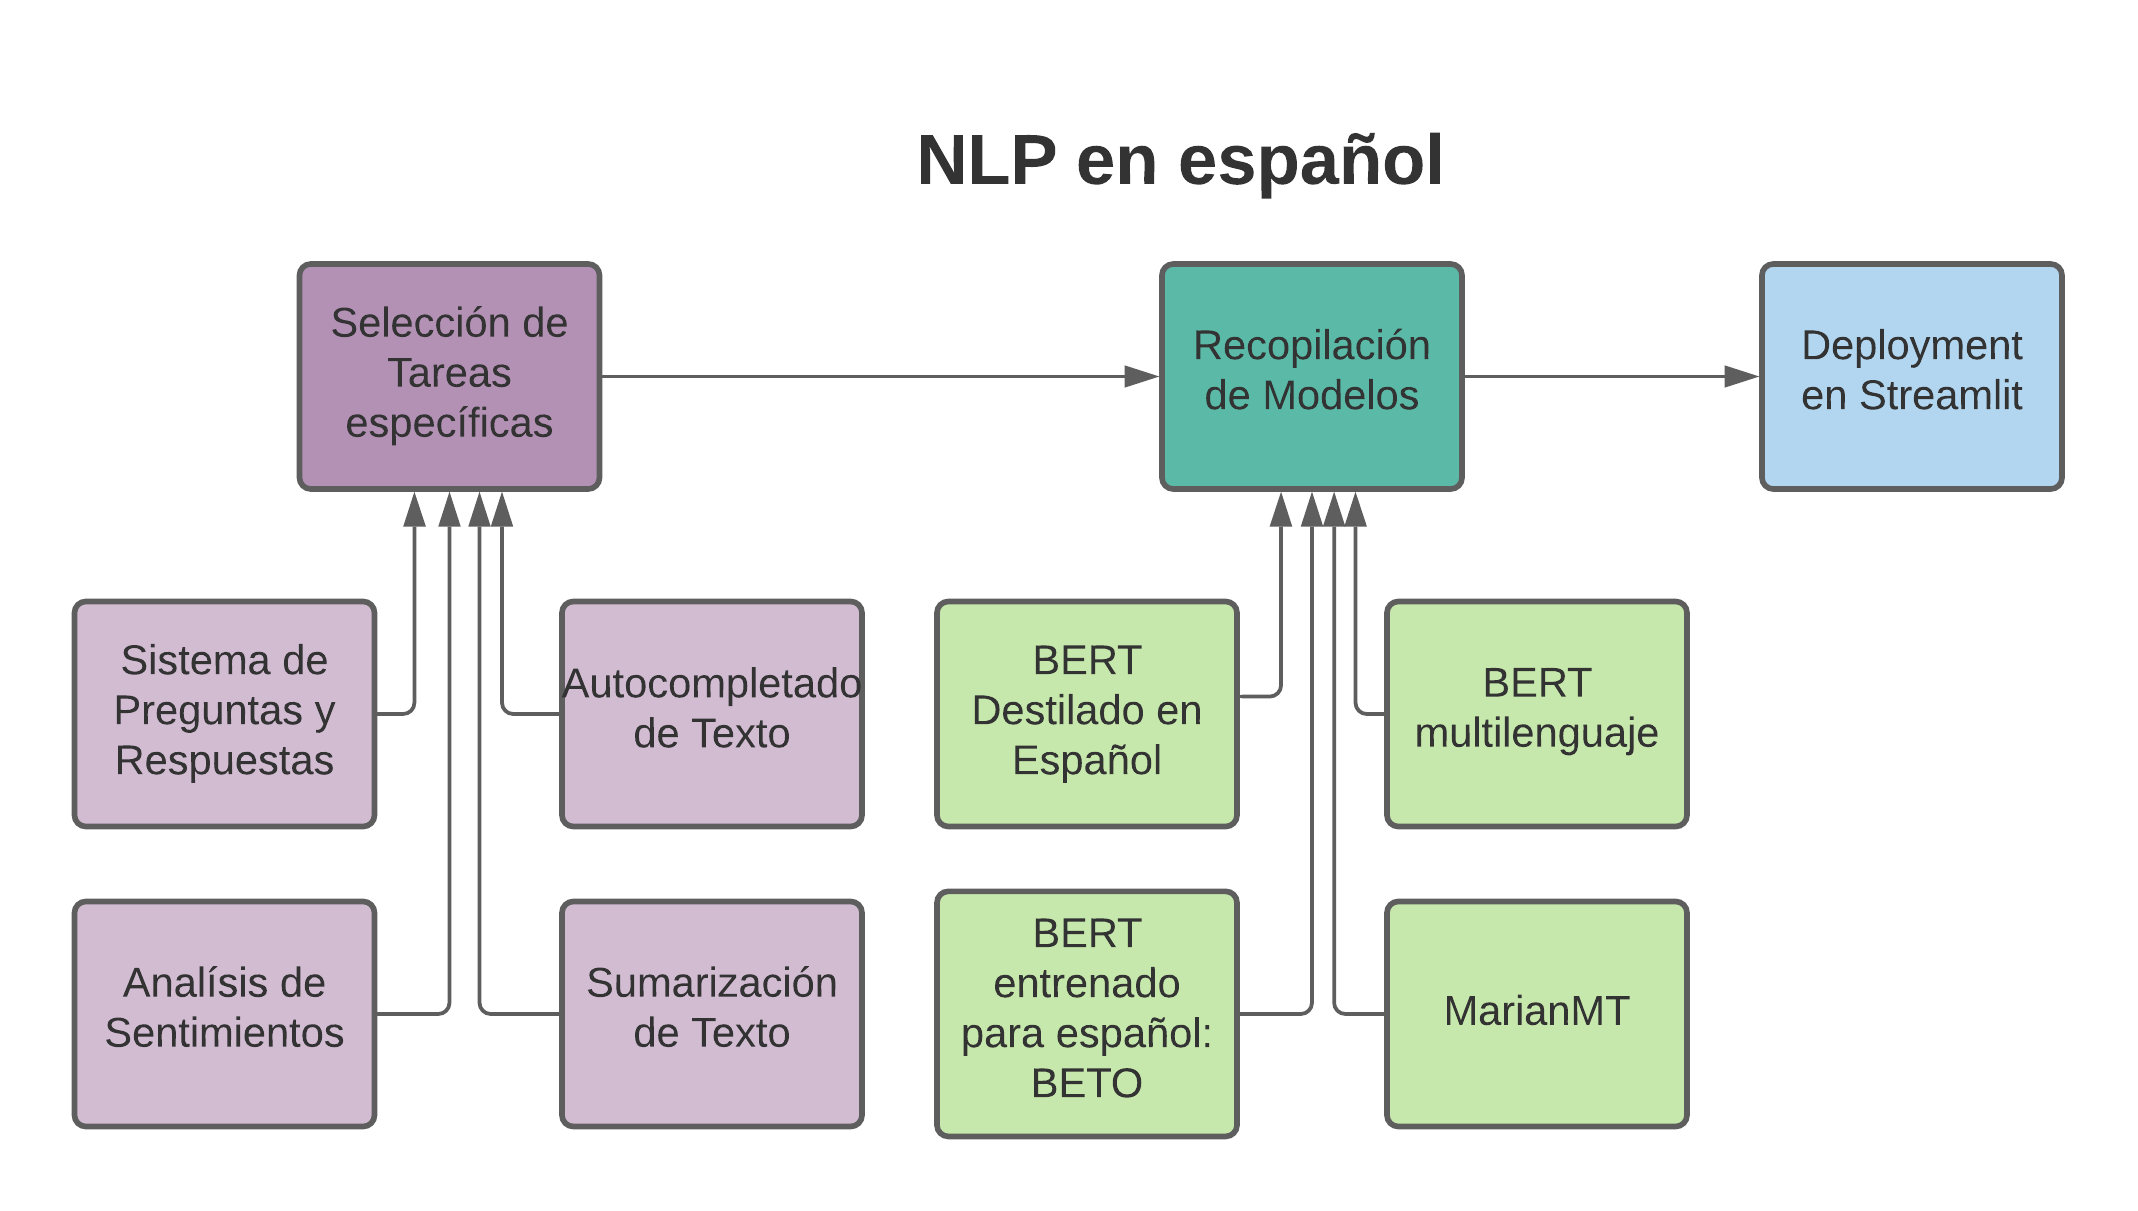 NLP en español
Selección de
Tareas
específicas
Recopilación
de Modelos
Deployment
en Streamlit
Sistema de
Preguntas y
Respuestas
Autocompletado
de Texto
BERT
Destilado en
Español
BERT
multilenguaje
Analísis de
Sentimientos
Sumarización
de Texto
BERT
entrenado
para español:
BETO
MarianMT